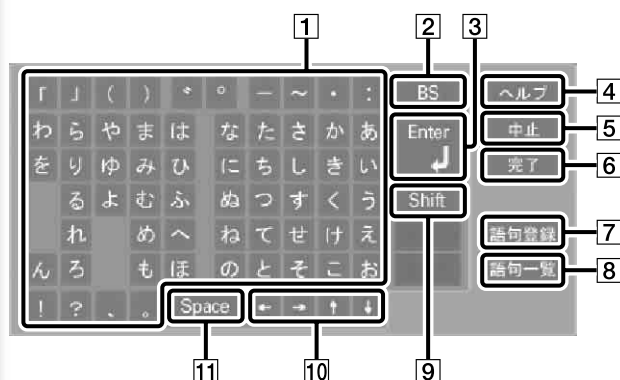 1 2 3
「 」 ( ) ゛ ゜ ー ～ ・ : BS ヘルプ 4
わ ら や ま は な た さ か あ Enter 中止 5
を り ゆ み ひ に ち し き い 完了 6
る よ む ふ ぬ つ す く う Shift
れ め へ ね て せ け え 語句登録 7
ん ろ も ほ の と そ こ お 語句一覧 8
! ? 、 。 Space ← → ↑ ↓
11 10 9